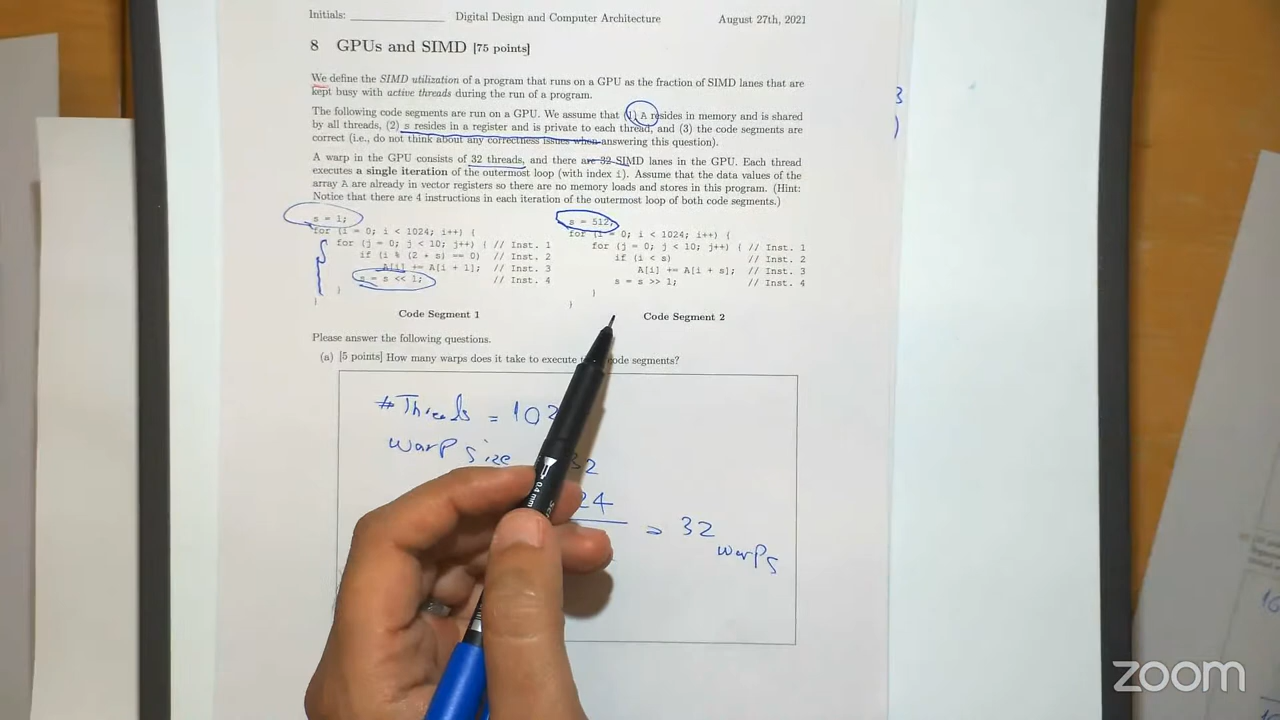 Initials: Digital Design and Computer Architecture August 27th, 2021
8 GPUs and SIMD [75 points]
We define the SIMD utilization of a program that runs on a GPU as the fraction of SIMD lanes that are
kept busy with active threads during the run of a program.
The following code segments are run on a GPU. We assume that (1) A resides in memory and is shared
by all threads, (2) s resides in a register and is private to each thread, and (3) the code segments are
correct (i.e., do not think about any correctness issues when answering this question).
A warp in the GPU consists of 32 threads, and there are 32 SIMD lanes in the GPU. Each thread
executes a single iteration of the outermost loop (with index i). Assume that the data values of the
array A are already in vector registers so there are no memory loads and stores in this program. (Hint:
Notice that there are 4 instructions in each iteration of the outermost loop of both code segments.)
s = 1;
for (i = 0; i < 1024; i++) {
for (j = 0; j < 10; j++) { // Inst. 1
if (i % (2 * s) == 0) // Inst. 2
A[i] += A[i + 1]; // Inst. 3
s = s << 1; // Inst. 4
}
}
Code Segment 1
s = 512;
for (i = 0; i < 1024; i++) {
for (j = 0; j < 10; j++) { // Inst. 1
if (i < s) // Inst. 2
A[i] += A[i + s]; // Inst. 3
s = s >> 1; // Inst. 4
}
}
Code Segment 2
Please answer the following questions.
(a) [5 points] How many warps does it take to execute code segments?
#Threads = 102
warp size 32
24 = 32 warps
zoom
16